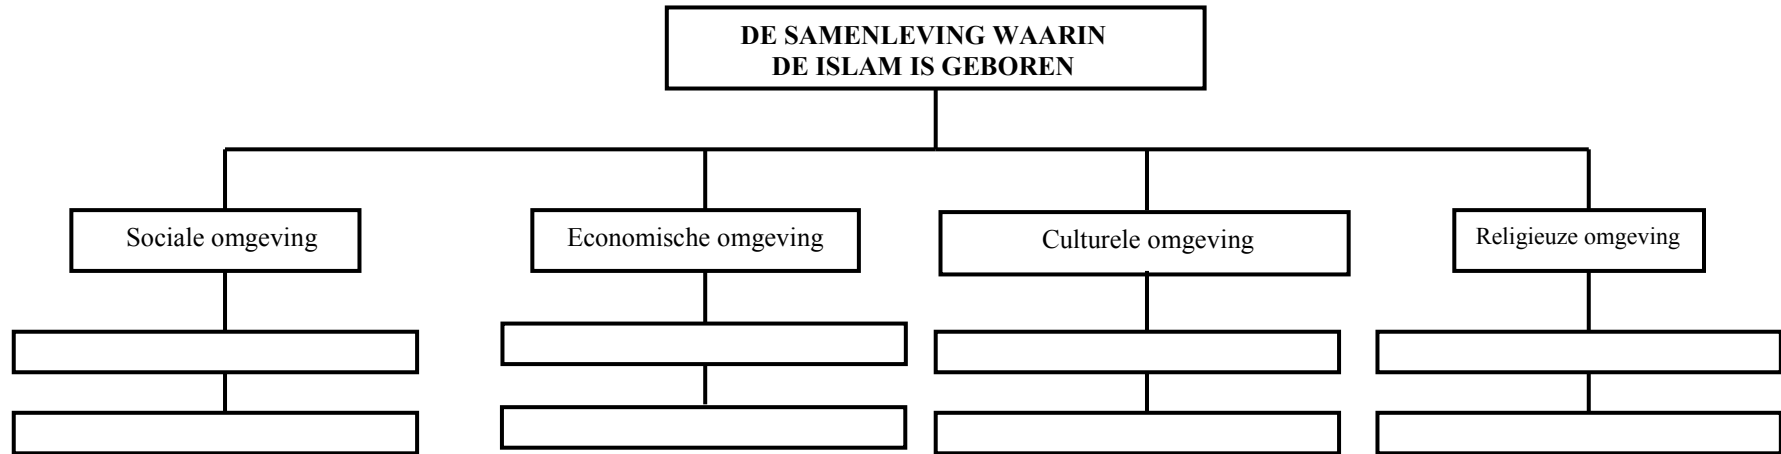 DE SAMENLEVING WAARIN
DE ISLAM IS GEBOREN
Sociale omgeving
Economische omgeving
Culturele omgeving
Religieuze omgeving